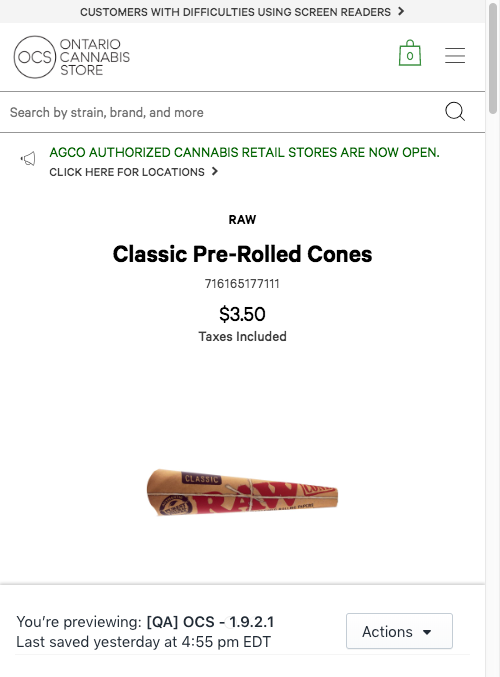 CUSTOMERS WITH DIFFICULTIES USING SCREEN READERS
OCS
ONTARIO
CANNABIS
STORE
0
Search by strain, brand, and more
AGCO AUTHORIZED CANNABIS RETAIL STORES ARE NOW OPEN.
CLICK HERE FOR LOCATIONS
RAW
Classic Pre-Rolled Cones
716165177111
$3.50
Taxes Included
CLASSIC
RAW
You're previewing: [QA] OCS - 1.9.2.1
Last saved yesterday at 4:55 pm EDT
Actions